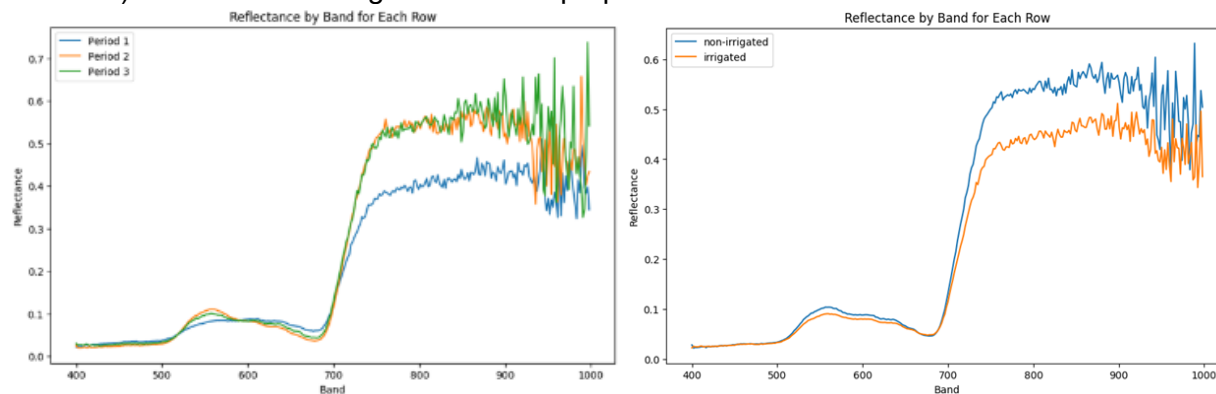 Reflectance by Band for Each Row
Period 1
Period 2
Period 3
0.7
0.6
0.5
0.4
0.3
0.2
0.1
0.0
Reflectance
400 500 600 700 800 900 1000
Band
Reflectance by Band for Each Row
non-irrigated
irrigated
0.6
0.5
0.4
0.3
0.2
0.1
0.0
Reflectance
400 500 600 700 800 900 1000
Band